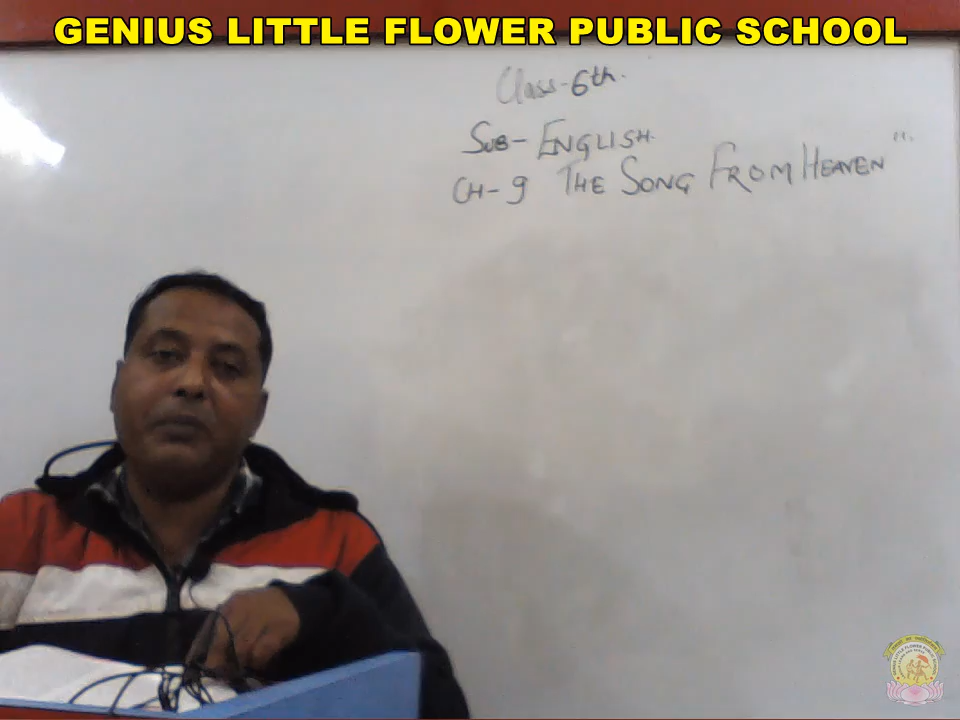 GENIUS LITTLE FLOWER PUBLIC SCHOOL
Class-6th.
SUB- ENGLISH.
CH-9 THE SONG FROM HEAVEN".